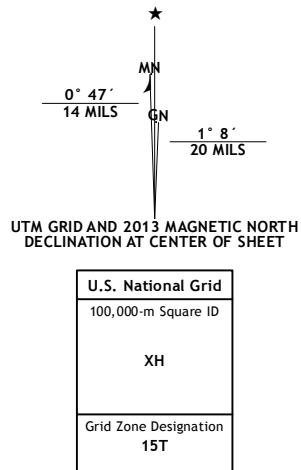 ★
MN
0° 47´
14 MILS
GN
1° 8´
20 MILS
UTM GRID AND 2013 MAGNETIC NORTH
DECLINATION AT CENTER OF SHEET
U.S. National Grid
100,000-m Square ID
XH
Grid Zone Designation
15T